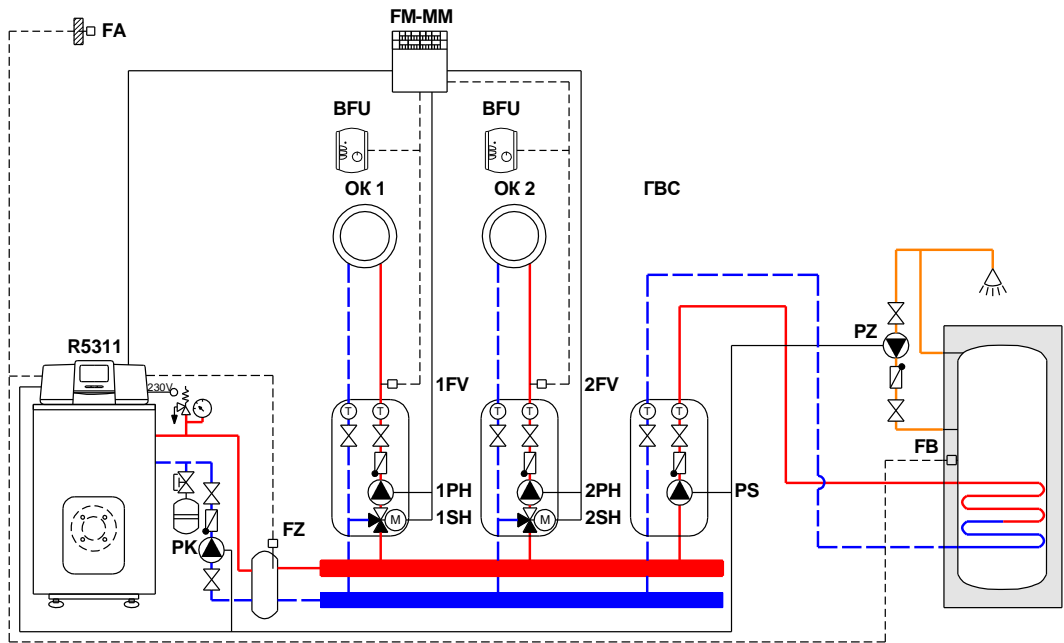 FA
FM-MM
BFU
BFU
ОК 1
ОК 2
ГВС
PZ
R5311
230V
1FV
2FV
T
T
T
T
T
T
FB
1PH
2PH
PS
1SH
2SH
M
M
FZ
PK